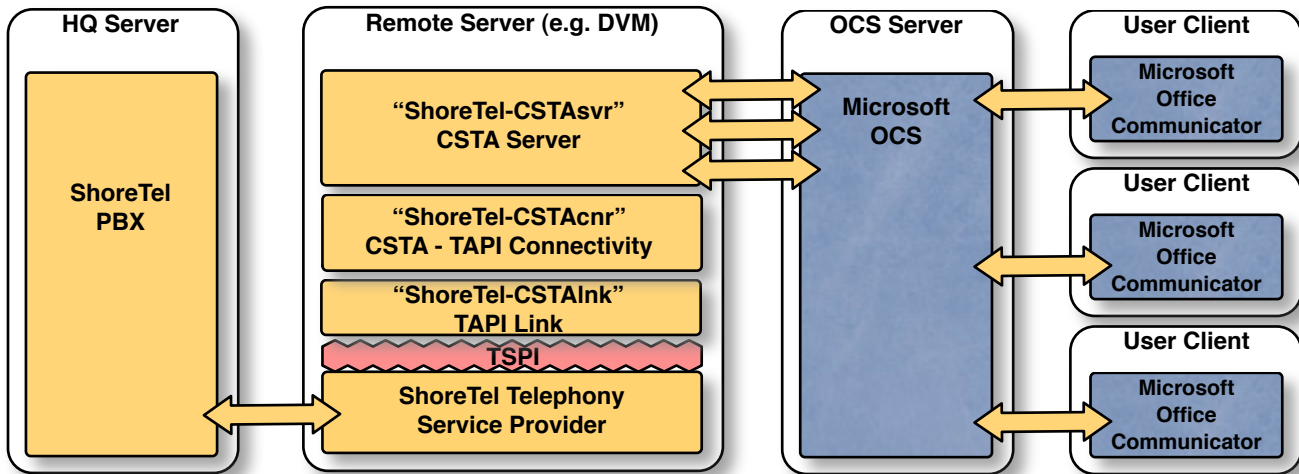 HQ Server
ShoreTel
PBX
Remote Server (e.g. DVM)
“ShoreTel-CSTAsvr”
CSTA Server
“ShoreTel-CSTAcnr”
CSTA - TAPI Connectivity
“ShoreTel-CSTAlnk”
TAPI Link
TSPI
ShoreTel Telephony
Service Provider
OCS Server
Microsoft
OCS
User Client
Microsoft
Office
Communicator
User Client
Microsoft
Office
Communicator
User Client
Microsoft
Office
Communicator